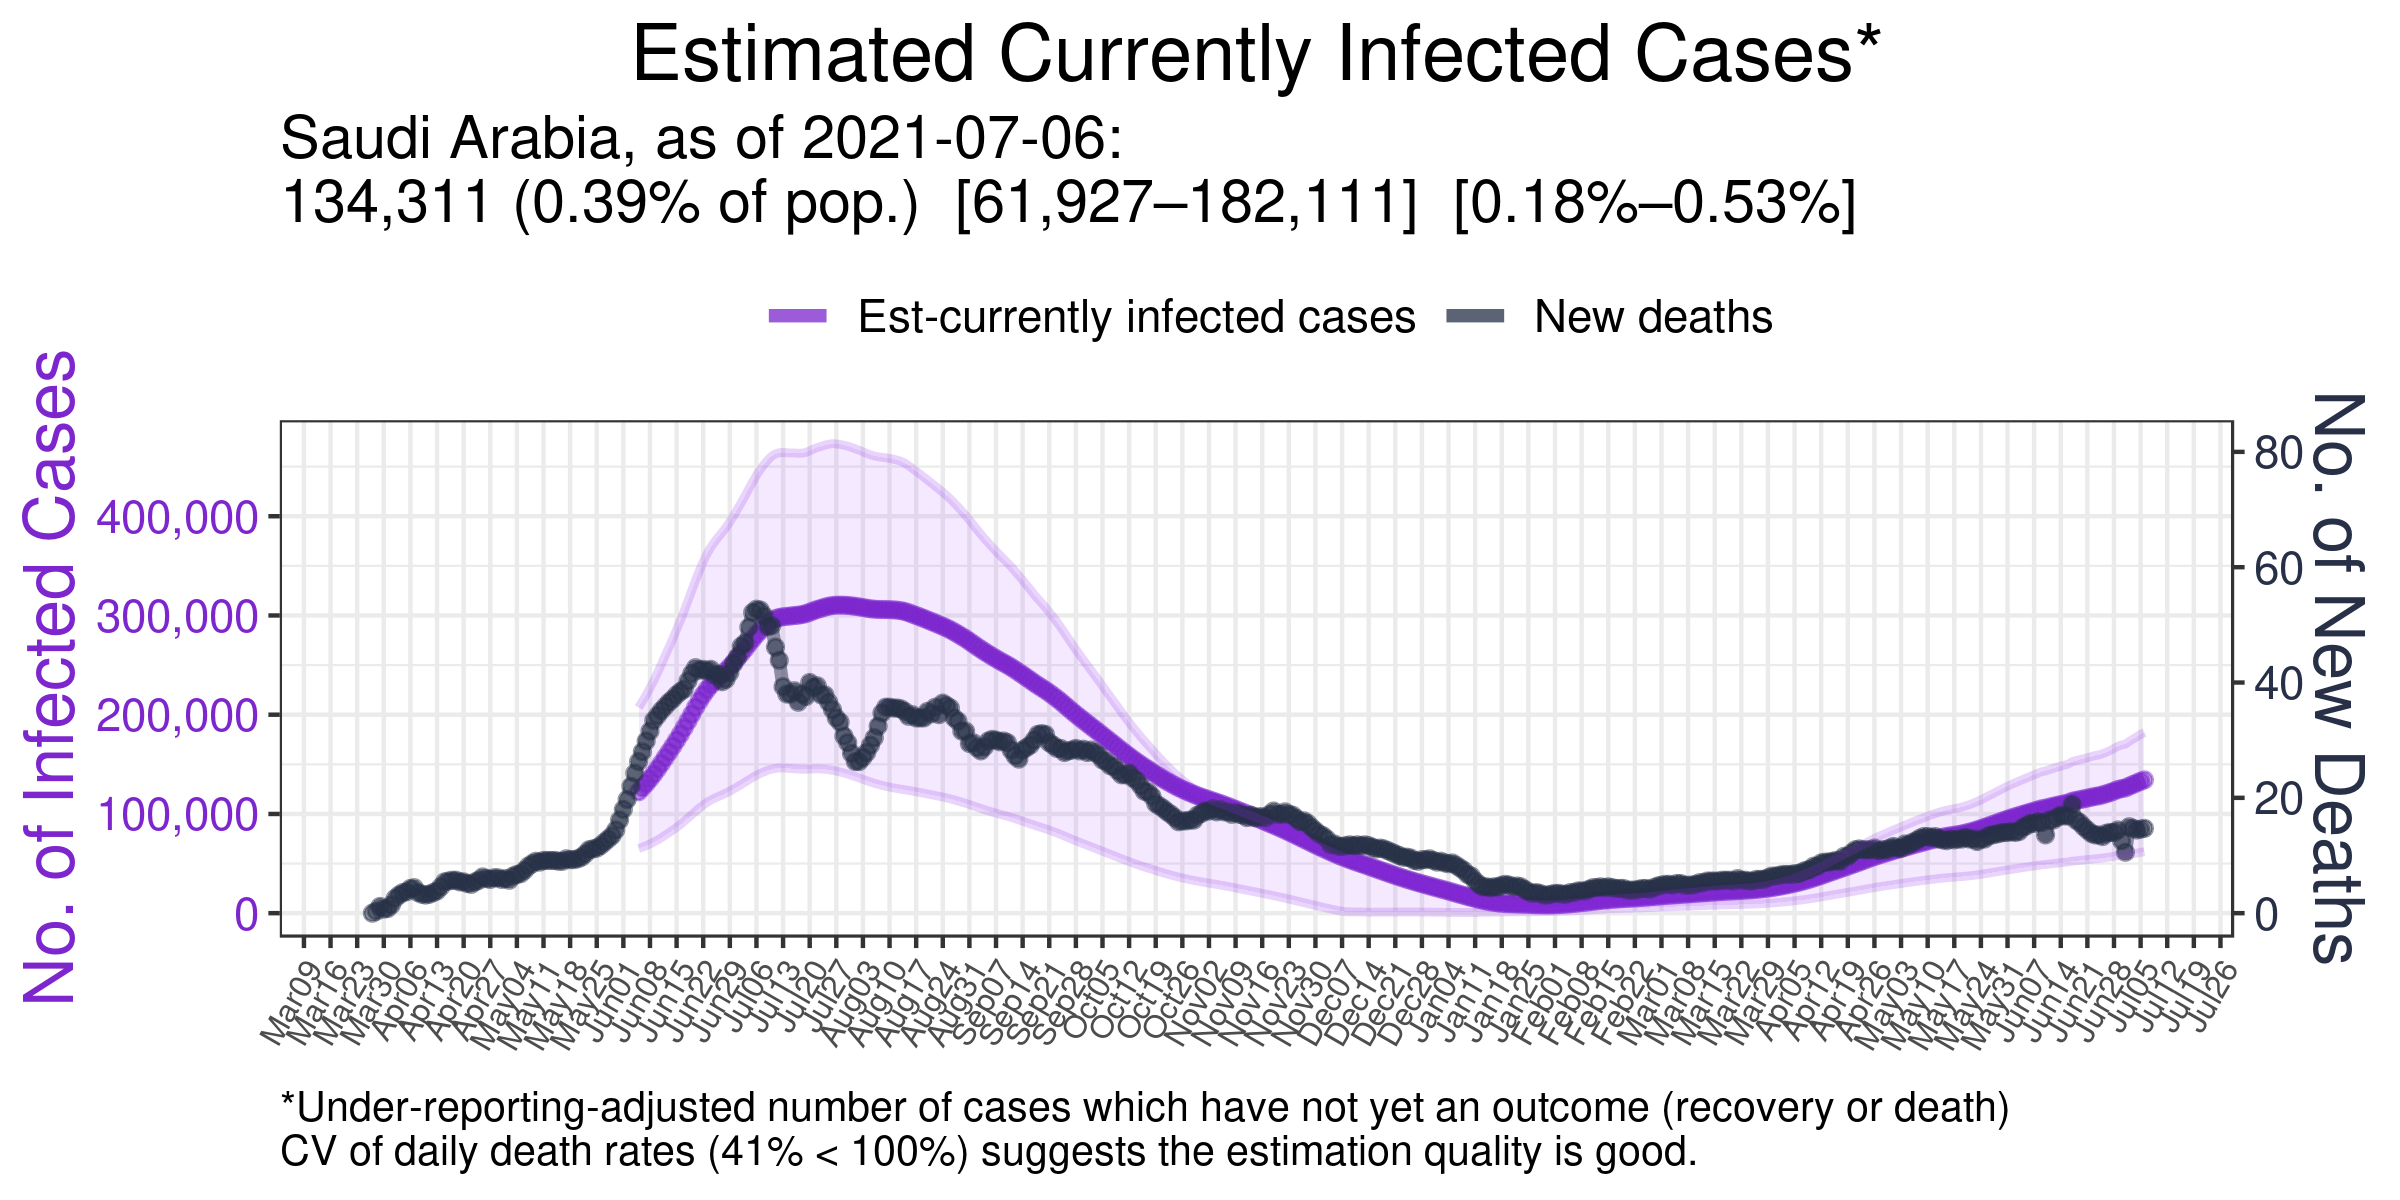 Estimated Currently Infected Cases*
Saudi Arabia, as of 2021-07-06:
134,311 (0.39% of pop.) [61,927–182,111] [0.18%–0.53%]
Est-currently infected cases
New deaths
No. of Infected Cases
400,000
300,000
200,000
100,000
0
80
60
40
20
0
No. of New Deaths
Mar09
Mar16
Mar23
Mar30
Apr06
Apr13
Apr20
Apr27
May04
May11
May18
May25
Jun01
Jun08
Jun15
Jun22
Jun29
Jul06
Jul13
Jul20
Jul27
Aug03
Aug10
Aug17
Aug24
Aug31
Sep07
Sep14
Sep21
Sep28
Oct05
Oct12
Oct19
Oct26
Nov02
Nov09
Nov16
Nov23
Nov30
Dec07
Dec14
Dec21
Dec28
Jan04
Jan11
Jan18
Jan25
Feb01
Feb08
Feb15
Feb22
Mar01
Mar08
Mar15
Mar22
Mar29
Apr05
Apr12
Apr19
Apr26
May03
May10
May17
May24
May31
Jun07
Jun14
Jun21
Jun28
Jul05
Jul12
Jul19
Jul26
*Under-reporting-adjusted number of cases which have not yet an outcome (recovery or death)
CV of daily death rates (41% < 100%) suggests the estimation quality is good.